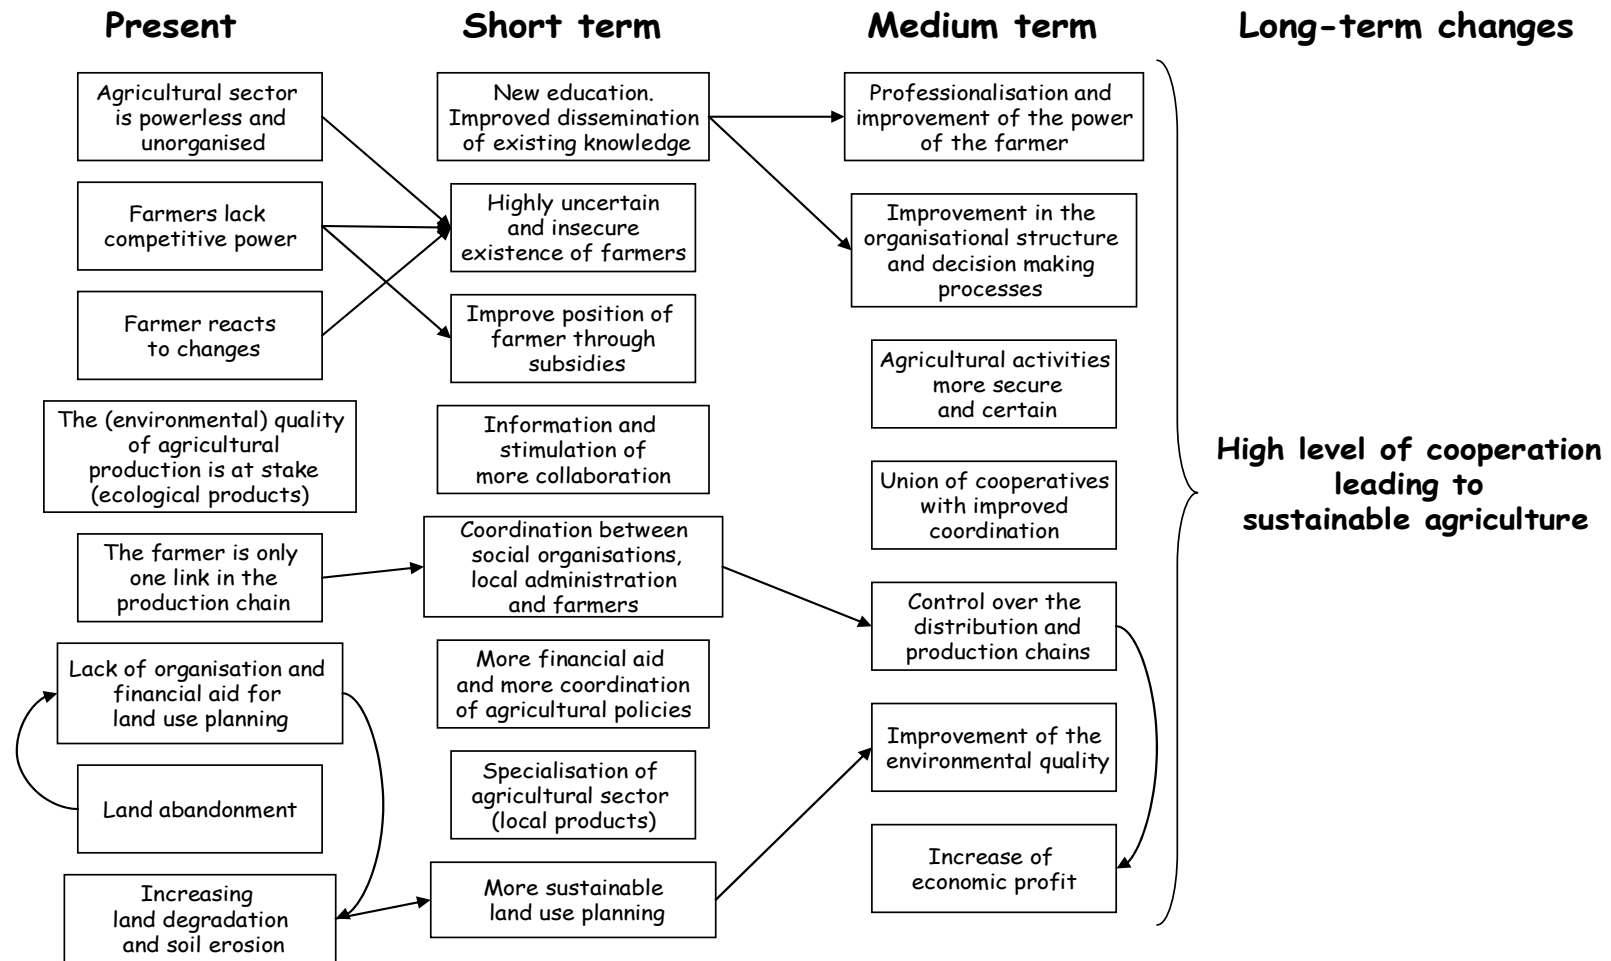 Present
Short term
Medium term
Long-term changes
Agricultural sector
is powerless and
unorganised
Farmers lack
competitive power
Farmer reacts
to changes
The (environmental) quality
of agricultural
production is at stake
(ecological products)
The farmer is only
one link in the
production chain
Lack of organisation and
financial aid for
land use planning
Land abandonment
Increasing
land degradation
and soil erosion
New education.
Improved dissemination
of existing knowledge
Highly uncertain
and insecure
existence of farmers
Improve position of
farmer through
subsidies
Information and
stimulation of
more collaboration
Coordination between
social organisations,
local administration
and farmers
More financial aid
and more coordination
of agricultural policies
Specialisation of
agricultural sector
(local products)
More sustainable
land use planning
Professionalisation and
improvement of the power
of the farmer
Improvement in the
organisational structure
and decision making
processes
Agricultural activities
more secure
and certain
Union of cooperatives
with improved
coordination
Control over the
distribution and
production chains
Improvement of the
environmental quality
Increase of
economic profit
High level of cooperation
leading to
sustainable agriculture